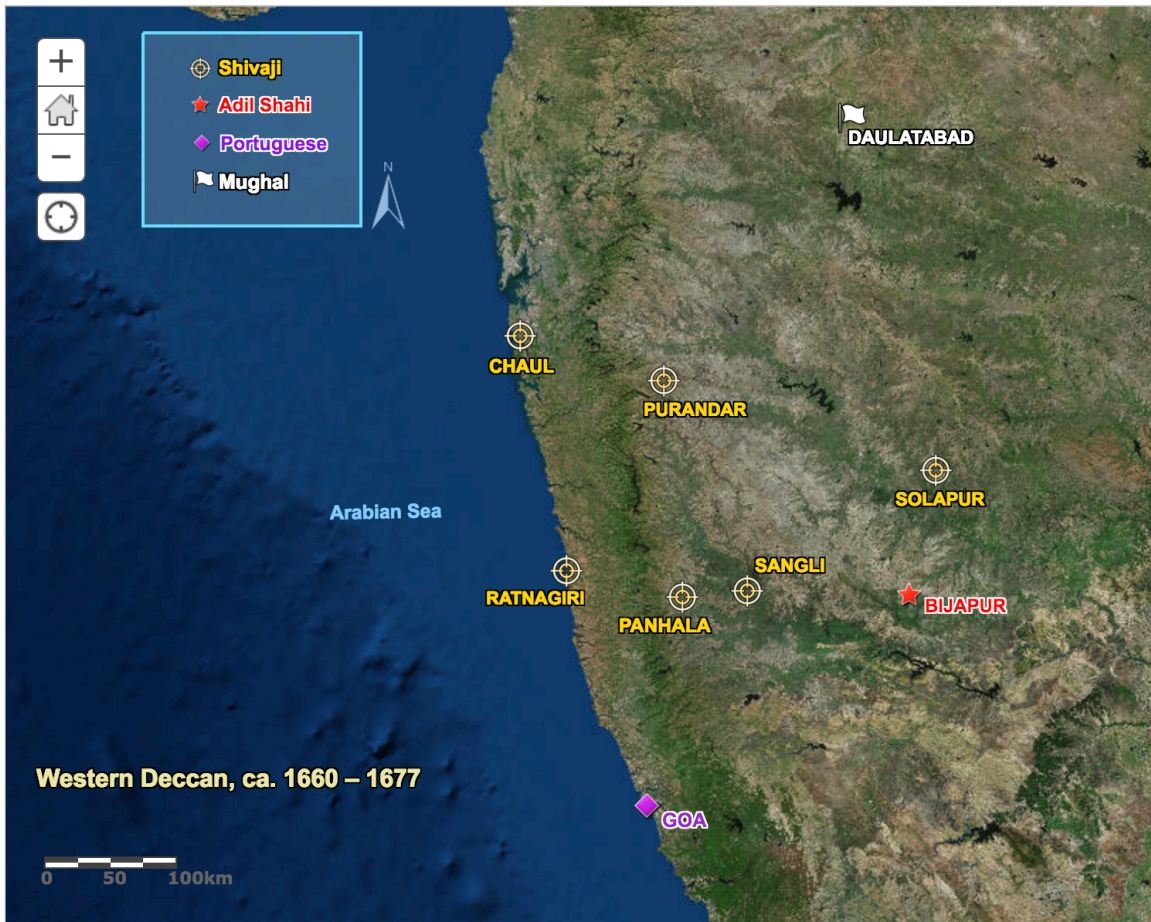 +
−
Shivaji
Adil Shahi
Portuguese
Mughal
N
DAULATABAD
CHAUL
PURANDAR
SOLAPUR
Arabian Sea
SANGLI
RATNAGIRI
PANHALA
BIJAPUR
Western Deccan, ca. 1660 – 1677
GOA
0 50 100km